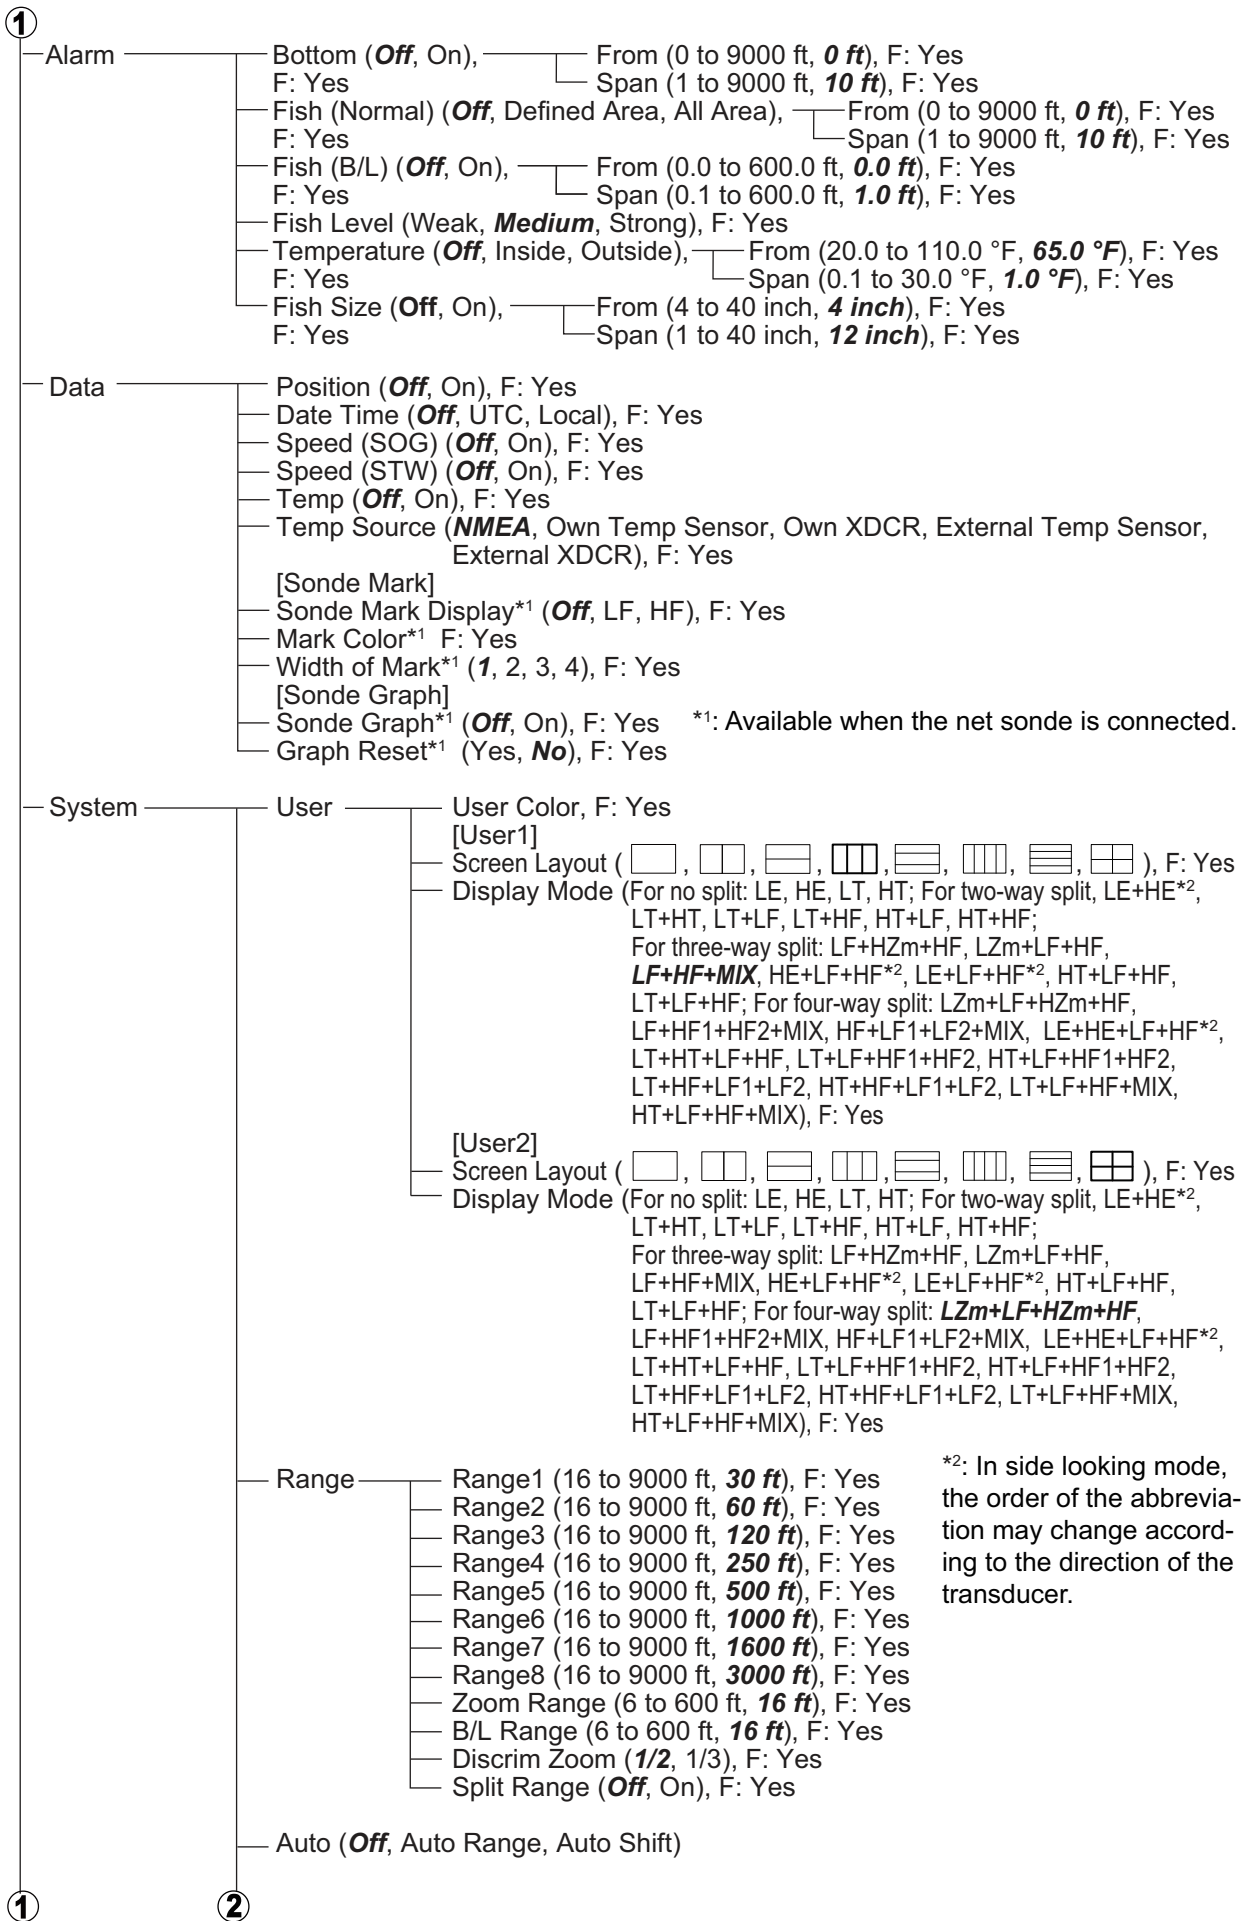 1
Alarm Bottom (Off, On), From (0 to 9000 ft, 0 ft), F: Yes
F: Yes Span (1 to 9000 ft, 10 ft), F: Yes
Fish (Normal) (Off, Defined Area, All Area), From (0 to 9000 ft, 0 ft), F: Yes
F: Yes Span (1 to 9000 ft, 10 ft), F: Yes
Fish (B/L) (Off, On), From (0.0 to 600.0 ft, 0.0 ft), F: Yes
F: Yes Span (0.1 to 600.0 ft, 1.0 ft), F: Yes
Fish Level (Weak, Medium, Strong), F: Yes
Temperature (Off, Inside, Outside), From (20.0 to 110.0 °F, 65.0 °F), F: Yes
F: Yes Span (0.1 to 30.0 °F, 1.0 °F), F: Yes
Fish Size (Off, On), From (4 to 40 inch, 4 inch), F: Yes
F: Yes Span (1 to 40 inch, 12 inch), F: Yes
Data Position (Off, On), F: Yes
Date Time (Off, UTC, Local), F: Yes
Speed (SOG) (Off, On), F: Yes
Speed (STW) (Off, On), F: Yes
Temp (Off, On), F: Yes
Temp Source (NMEA, Own Temp Sensor, Own XDCR, External Temp Sensor,
External XDCR), F: Yes
[Sonde Mark]
Sonde Mark Display*1 (Off, LF, HF), F: Yes
Mark Color*1 F: Yes
Width of Mark*1 (1, 2, 3, 4), F: Yes
[Sonde Graph]
Sonde Graph*1 (Off, On), F: Yes *1: Available when the net sonde is connected.
Graph Reset*1 (Yes, No), F: Yes
System User User Color, F: Yes
[User1]
Screen Layout ( , , , , , , , ), F: Yes
Display Mode (For no split: LE, HE, LT, HT; For two-way split, LE+HE*2,
LT+HT, LT+LF, LT+HF, HT+LF, HT+HF;
For three-way split: LF+HZm+HF, LZm+LF+HF,
LF+HF+MIX, HE+LF+HF*2, LE+LF+HF*2, HT+LF+HF,
LT+LF+HF; For four-way split: LZm+LF+HZm+HF,
LF+HF1+HF2+MIX, HF+LF1+LF2+MIX, LE+HE+LF+HF*2,
LT+HT+LF+HF, LT+LF+HF1+HF2, HT+LF+HF1+HF2,
LT+HF+LF1+LF2, HT+HF+LF1+LF2, LT+LF+HF+MIX,
HT+LF+HF+MIX), F: Yes
[User2]
Screen Layout ( , , , , , , , ), F: Yes
Display Mode (For no split: LE, HE, LT, HT; For two-way split, LE+HE*2,
LT+HT, LT+LF, LT+HF, HT+LF, HT+HF;
For three-way split: LF+HZm+HF, LZm+LF+HF,
LF+HF+MIX, HE+LF+HF*2, LE+LF+HF*2, HT+LF+HF,
LT+LF+HF; For four-way split: LZm+LF+HZm+HF,
LF+HF1+HF2+MIX, HF+LF1+LF2+MIX, LE+HE+LF+HF*2,
LT+HT+LF+HF, LT+LF+HF1+HF2, HT+LF+HF1+HF2,
LT+HF+LF1+LF2, HT+HF+LF1+LF2, LT+LF+HF+MIX,
HT+LF+HF+MIX), F: Yes
Range Range1 (16 to 9000 ft, 30 ft), F: Yes
Range2 (16 to 9000 ft, 60 ft), F: Yes
Range3 (16 to 9000 ft, 120 ft), F: Yes
Range4 (16 to 9000 ft, 250 ft), F: Yes
Range5 (16 to 9000 ft, 500 ft), F: Yes
Range6 (16 to 9000 ft, 1000 ft), F: Yes
Range7 (16 to 9000 ft, 1600 ft), F: Yes
Range8 (16 to 9000 ft, 3000 ft), F: Yes
Zoom Range (6 to 600 ft, 16 ft), F: Yes
B/L Range (6 to 600 ft, 16 ft), F: Yes
Discrim Zoom (1/2, 1/3), F: Yes
Split Range (Off, On), F: Yes
*2: In side looking mode,
the order of the abbrevia-
tion may change accord-
ing to the direction of the
transducer.
Auto (Off, Auto Range, Auto Shift)
1 2